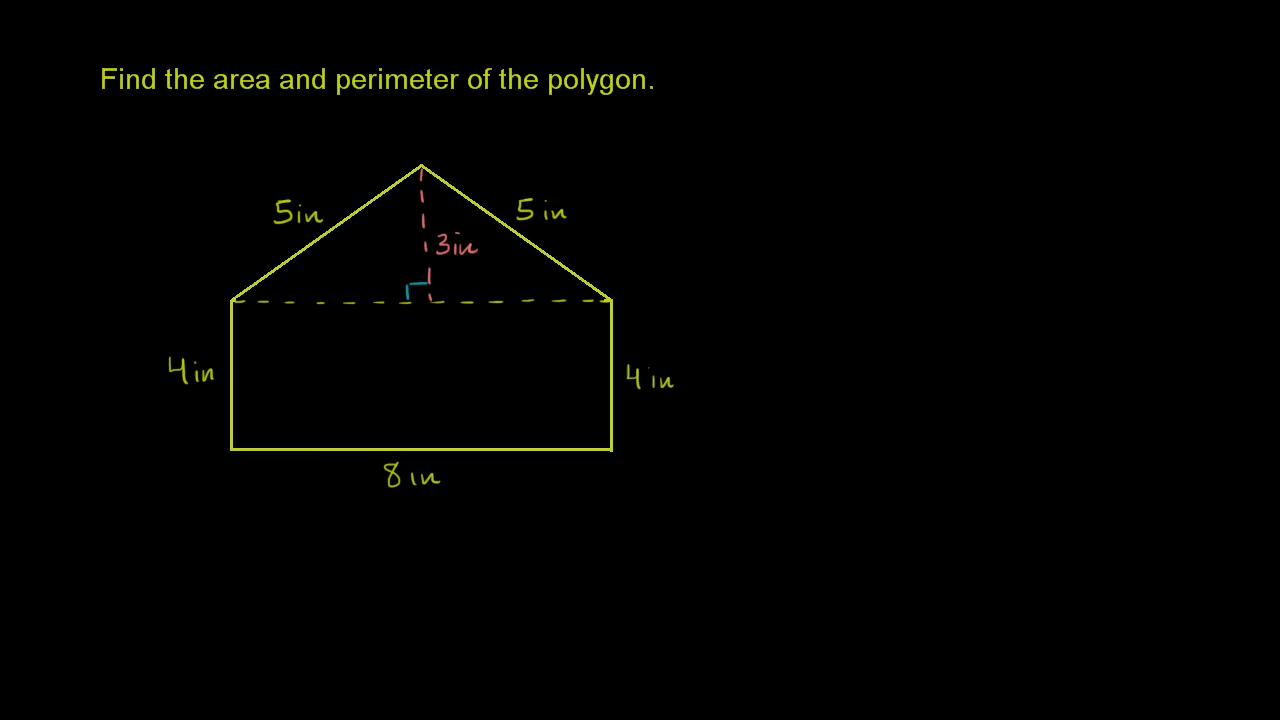 Find the area and perimeter of the polygon.
5in
5 in
3in
4in
4 in
8 in